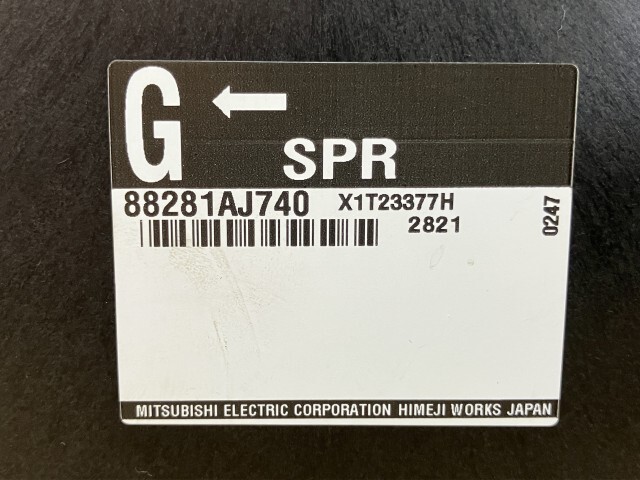 G ←
SPR
88281AJ740 X1T23377H
2821
0247
MITSUBISHI ELECTRIC CORPORATION HIMEJI WORKS JAPAN